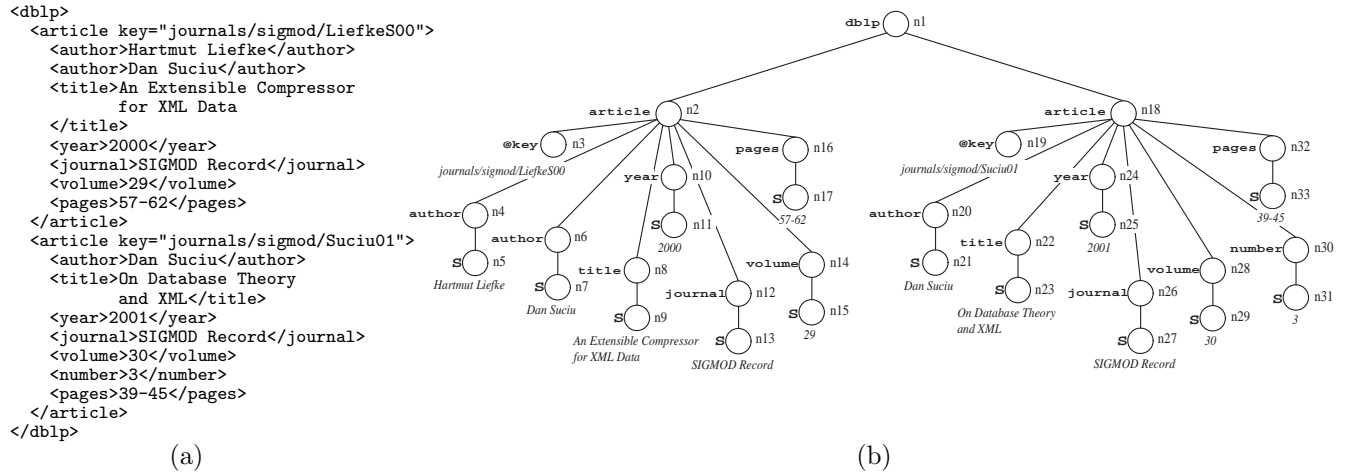 <dblp>
<article key="journals/sigmod/LiefkeS00">
<author>Hartmut Liefke</author>
<author>Dan Suciu</author>
<title>An Extensible Compressor
for XML Data
</title>
<year>2000</year>
<journal>SIGMOD Record</journal>
<volume>29</volume>
<pages>57-62</pages>
</article>
<article key="journals/sigmod/Suciu01">
<author>Dan Suciu</author>
<title>On Database Theory
and XML</title>
<year>2001</year>
<journal>SIGMOD Record</journal>
<volume>30</volume>
<number>3</number>
<pages>39-45</pages>
</article>
</dblp>
(a)
dblp n1
article n2
article n18
@key n3
journals/sigmod/LiefkeS00
pages n16
year n10
S n17
57-62
author n4
S n11
2000
author n6
S n5
Hartmut Liefke
title n8
volume n14
S n7
Dan Suciu
journal n12
S n9
S n15
29
An Extensible Compressor
for XML Data
S n13
SIGMOD Record
@key n19
journals/sigmod/Suciu01
pages n32
year n24
S n33
39-45
author n20
S n25
2001
title n22
number n30
S n21
Dan Suciu
volume n28
S n23
journal n26
S n31
3
On Database Theory
and XML
S n29
30
S n27
SIGMOD Record
(b)